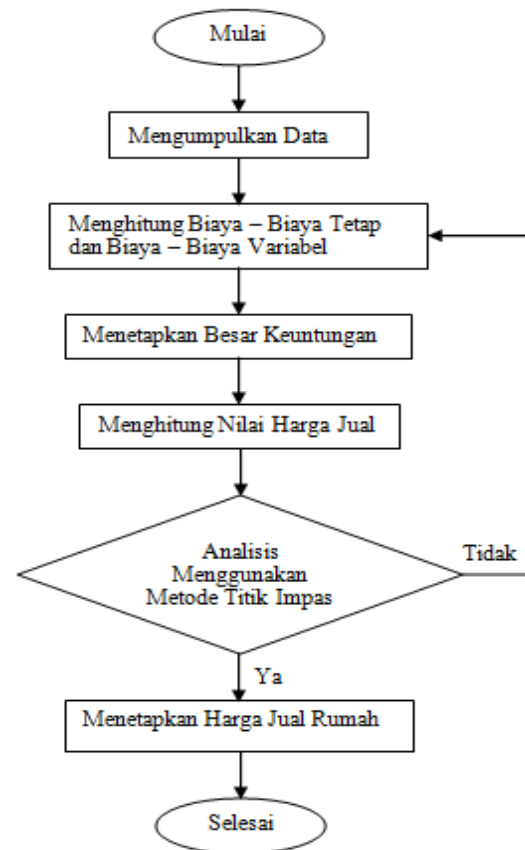 Mulai
Mengumpulkan Data
Menghitung Biaya – Biaya Tetap
dan Biaya – Biaya Variabel
Menetapkan Besar Keuntungan
Menghitung Nilai Harga Jual
Analisis
Menggunakan
Metode Titik Impas
Tidak
Ya
Menetapkan Harga Jual Rumah
Selesai